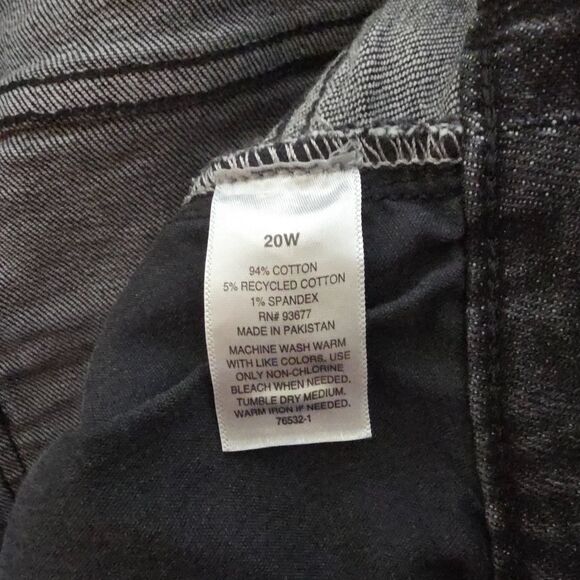 20W
94% COTTON
5% RECYCLED COTTON
1% SPANDEX
RN# 93677
MADE IN PAKISTAN
MACHINE WASH WARM
WITH LIKE COLORS. USE
ONLY NON-CHLORINE
BLEACH WHEN NEEDED.
TUMBLE DRY MEDIUM.
WARM IRON IF NEEDED.
76532-1